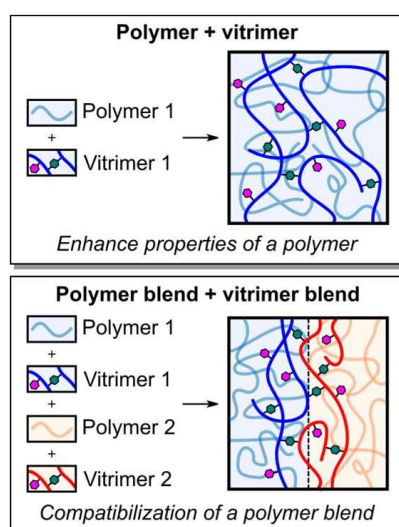 Polymer + vitrimer
Polymer 1
+
Vitrimer 1
Enhance properties of a polymer
Polymer blend + vitrimer blend
Polymer 1
+
Vitrimer 1
+
Polymer 2
+
Vitrimer 2
Compatibilization of a polymer blend